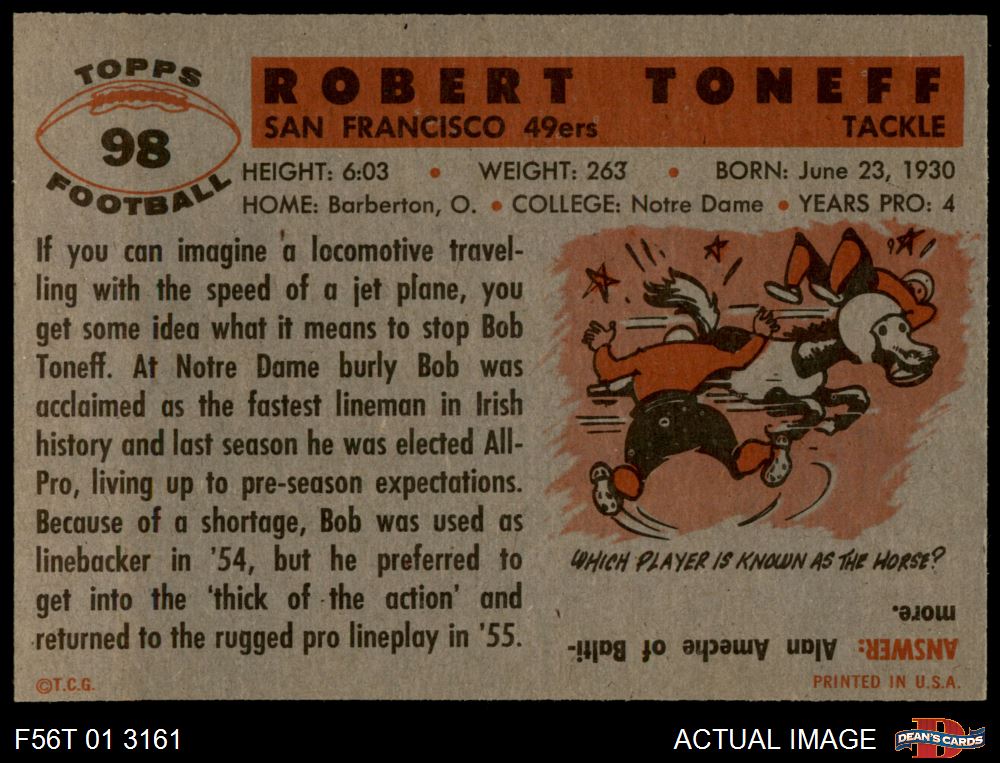 TOPPS
98
FOOTBALL
ROBERT TONEFF
SAN FRANCISCO 49ers TACKLE
HEIGHT: 6:03 • WEIGHT: 263 • BORN: June 23, 1930
HOME: Barberton, O. • COLLEGE: Notre Dame • YEARS PRO: 4
If you can imagine a locomotive travel-
ling with the speed of a jet plane, you
get some idea what it means to stop Bob
Toneff. At Notre Dame burly Bob was
acclaimed as the fastest lineman in Irish
history and last season he was elected All-
Pro, living up to pre-season expectations.
Because of a shortage, Bob was used as
linebacker in '54, but he preferred to
get into the 'thick of the action' and
returned to the rugged pro lineplay in '55.
©T.C.G.
WHICH PLAYER IS KNOWN AS THE HORSE?
ANSWER: Alan Ameche of Balti-
more.
PRINTED IN U.S.A.
F56T 01 3161
ACTUAL IMAGE
DEAN'S CARDS